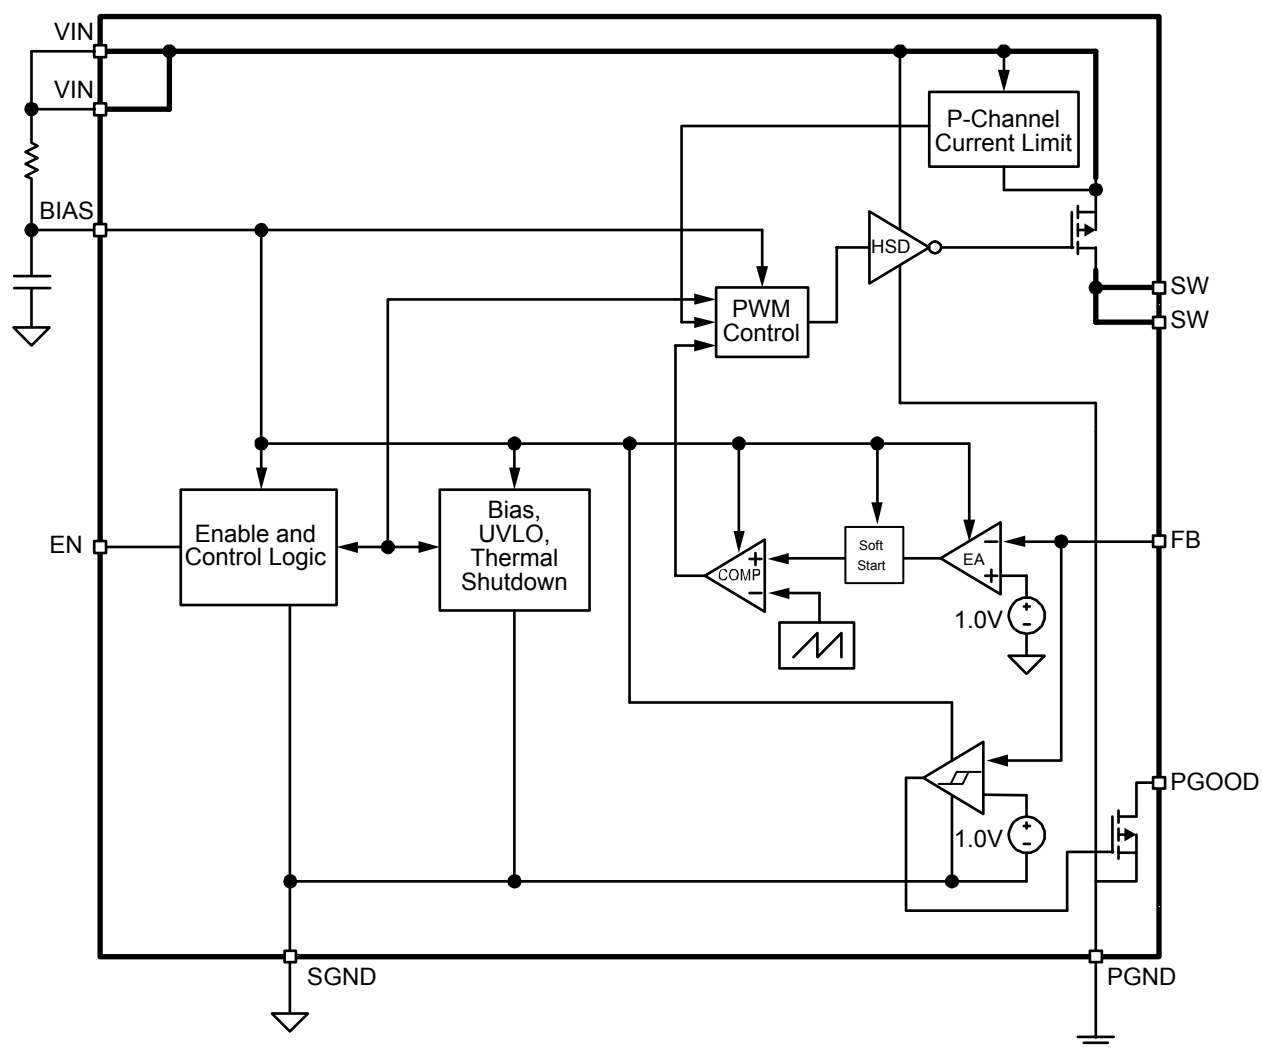 VIN
VIN
P-Channel
Current Limit
BIAS
HSD
SW
PWM
Control
SW
Bias,
UVLO,
Thermal
Shutdown
Enable and
Control Logic
EN
Soft
Start
−
EA
+
FB
+
COMP
−
1.0V
+
−
PGOOD
1.0V
+
−
SGND
PGND